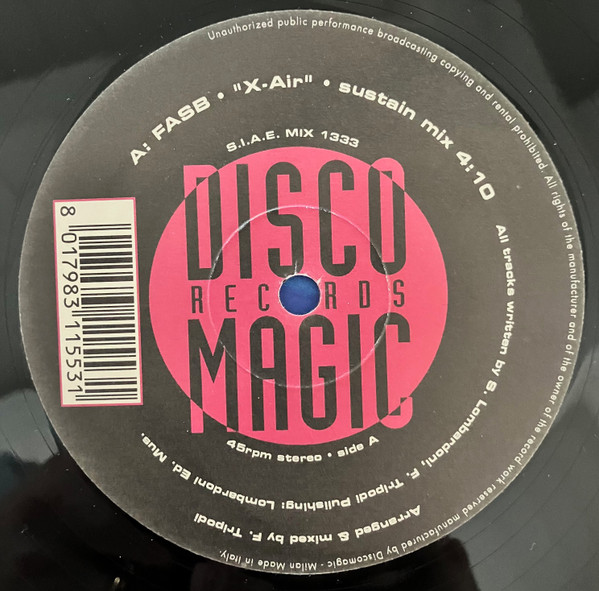 Unauthorized public performance broadcasting copying and rental prohibited. All rights of the manufacturer and of the owner of the record work reserved manufactured by Discomagic - Milan Made in Italy.
A: FASB • "X-Air" • sustain mix 4:10
S.I.A.E. MIX 1333
DISCO
RECORDS
MAGIC
8 017983 115531
45rpm stereo • side A
All tracks written by S. Lombardoni, F. Tripodi Pulishing: Lombardoni Ed. Mus.
Arranged & mixed by F. Tripodi